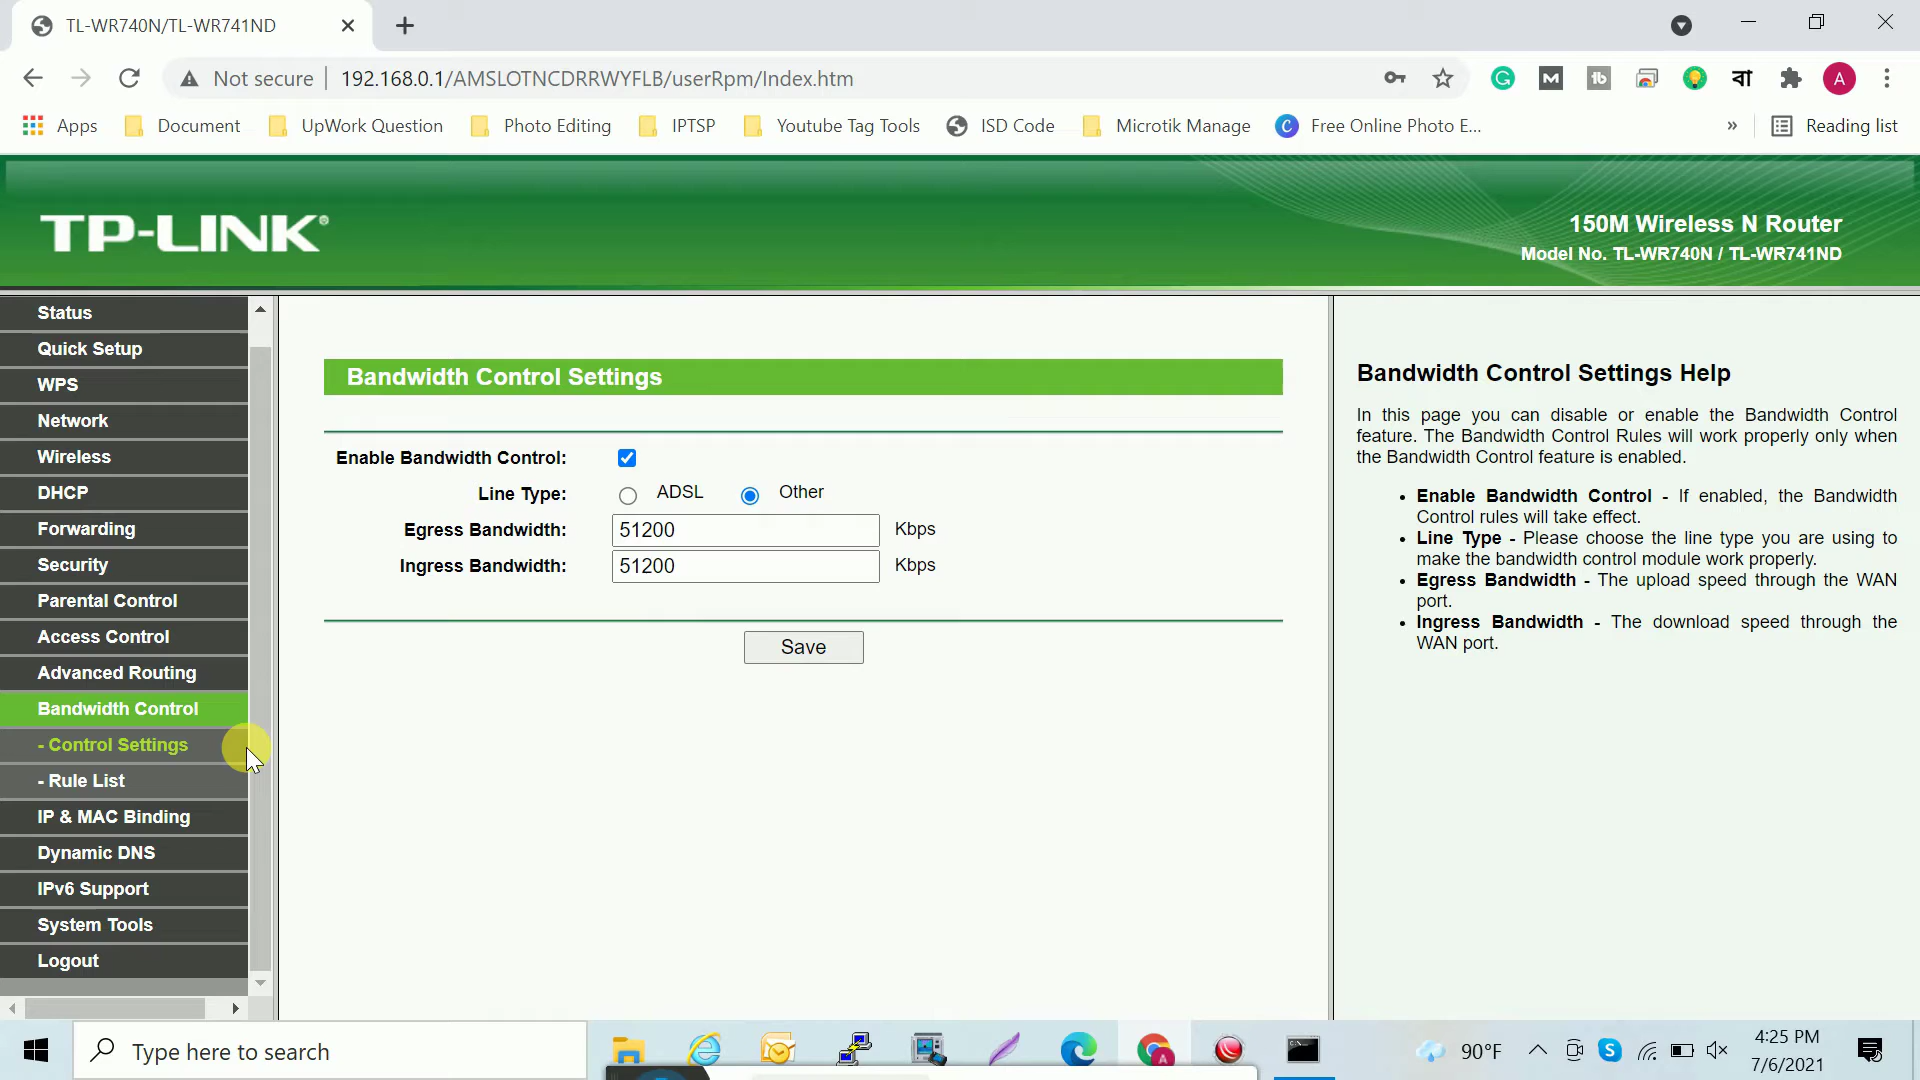 TL-WR740N/TL-WR741ND
Not secure
192.168.0.1/AMSLOTNCDRRWYFLB/userRpm/Index.htm
বা
A
Apps
Document
UpWork Question
Photo Editing
IPTSP
Youtube Tag Tools
ISD Code
Microtik Manage
Free Online Photo E...
»
Reading list
TP-LINK®
150M Wireless N Router
Model No. TL-WR740N / TL-WR741ND
Status
Quick Setup
WPS
Network
Wireless
DHCP
Forwarding
Security
Parental Control
Access Control
Advanced Routing
Bandwidth Control
- Control Settings
- Rule List
IP & MAC Binding
Dynamic DNS
IPv6 Support
System Tools
Logout
Bandwidth Control Settings
Enable Bandwidth Control:
Line Type: ADSL Other
Egress Bandwidth: 51200 Kbps
Ingress Bandwidth: 51200 Kbps
Save
Bandwidth Control Settings Help
In this page you can disable or enable the Bandwidth Control
feature. The Bandwidth Control Rules will work properly only when
the Bandwidth Control feature is enabled.
• Enable Bandwidth Control - If enabled, the Bandwidth
Control rules will take effect.
• Line Type - Please choose the line type you are using to
make the bandwidth control module work properly.
• Egress Bandwidth - The upload speed through the WAN
port.
• Ingress Bandwidth - The download speed through the
WAN port.
Type here to search
90°F
4:25 PM
7/6/2021